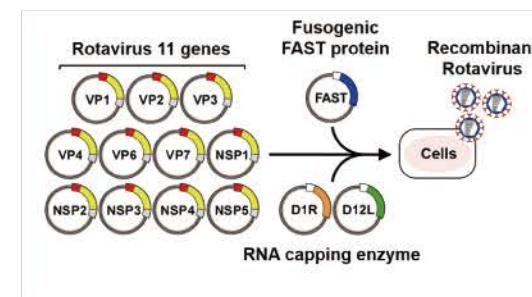 Rotavirus 11 genes
Fusogenic
FAST protein
Recombinan
Rotavirus
VP1 VP2 VP3
FAST
VP4 VP6 VP7 NSP1
Cells
NSP2 NSP3 NSP4 NSP5
D1R D12L
RNA capping enzyme